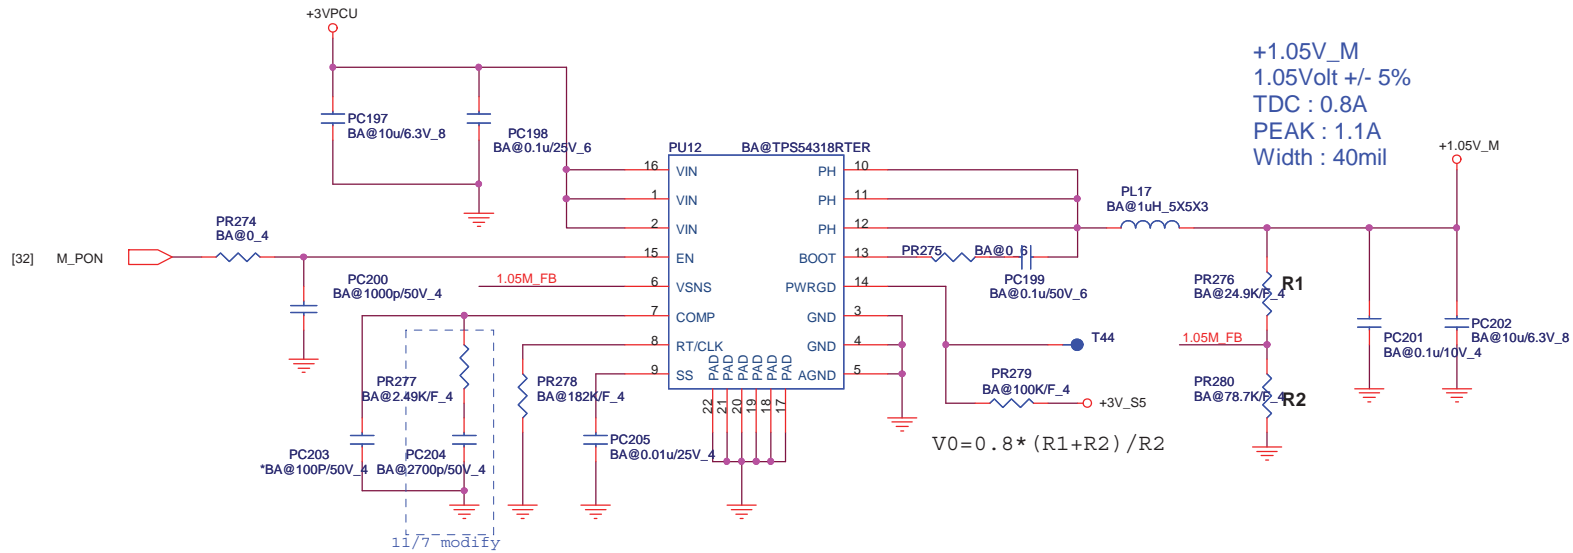 +3VPCU
+1.05V_M
1.05Volt +/- 5%
TDC : 0.8A
PEAK : 1.1A
Width : 40mil
PC197
BA@10u/6.3V_8
PC198
BA@0.1u/25V_6
PU12
BA@TPS54318RTER
+1.05V_M
16 VIN
1 VIN
2 VIN
15 EN
6 VSNS
7 COMP
8 RT/CLK
9 SS
PH 10
PH 11
PH 12
BOOT 13
PWRGD 14
GND 3
GND 4
AGND 5
PAD PAD PAD PAD PAD PAD
22 21 20 19 18 17
PL17
BA@1uH_5X5X3
PR274
BA@0_4
[32] M_PON
PC200
BA@1000p/50V_4
1.05M_FB
PR275
BA@0_6
PC199
BA@0.1u/50V_6
PR276
BA@24.9K/F_4
R1
1.05M_FB
PC201
BA@0.1u/10V_4
PC202
BA@10u/6.3V_8
T44
PR277
BA@2.49K/F_4
PR278
BA@182K/F_4
PR279
BA@100K/F_4
+3V_S5
PR280
BA@78.7K/F_4
R2
PC203
*BA@100P/50V_4
PC204
BA@2700p/50V_4
PC205
BA@0.01u/25V_4
V0=0.8*(R1+R2)/R2
11/7 modify